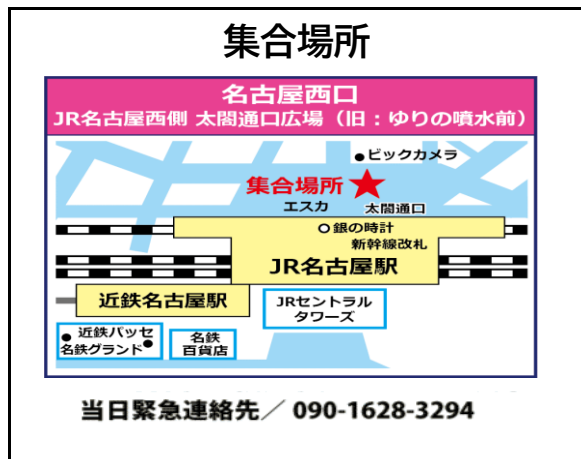 集合場所
名古屋西口
JR名古屋西側 太閤通口広場（旧：ゆりの噴水前）
●ビックカメラ
集合場所★
エスカ 太閤通口
○銀の時計
新幹線改札
JR名古屋駅
近鉄名古屋駅
JRセントラル
タワーズ
●近鉄パッセ
名鉄グランド●
名鉄
百貨店
当日緊急連絡先／ 090-1628-3294